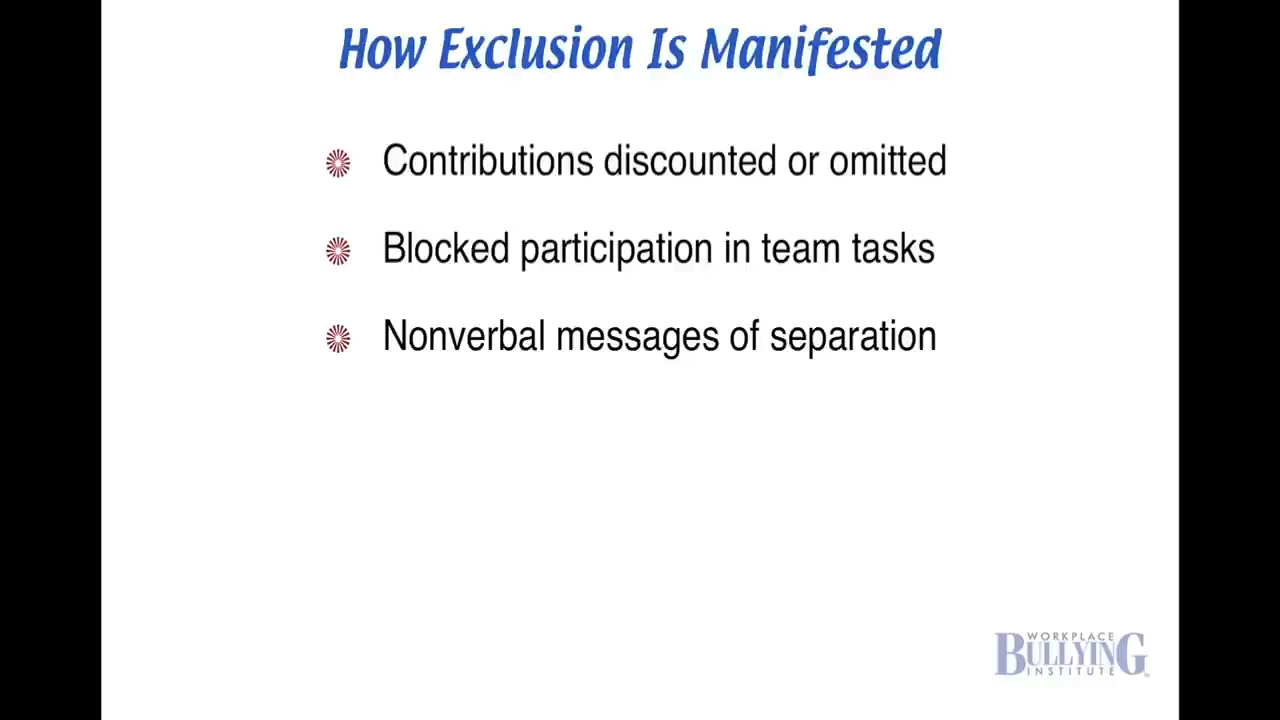 How Exclusion Is Manifested
Contributions discounted or omitted
Blocked participation in team tasks
Nonverbal messages of separation
WORKPLACE
BULLYING
INSTITUTE